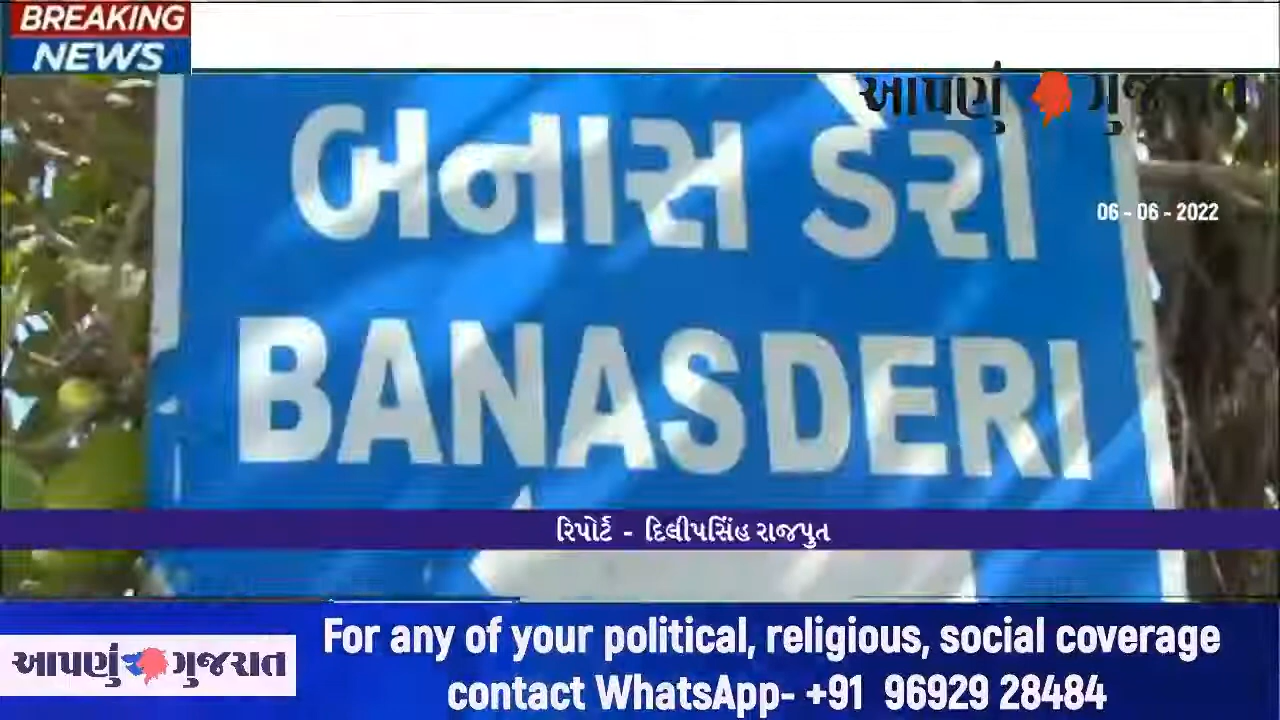 BREAKING
NEWS
આપણું ગુજરાત
બનાસ ડેરી
06 - 06 - 2022
BANASDERI
રિપોર્ટ - દિલીપસિંહ રાજપુત
આપણું ગુજરાત
For any of your political, religious, social coverage
contact WhatsApp- +91 96929 28484